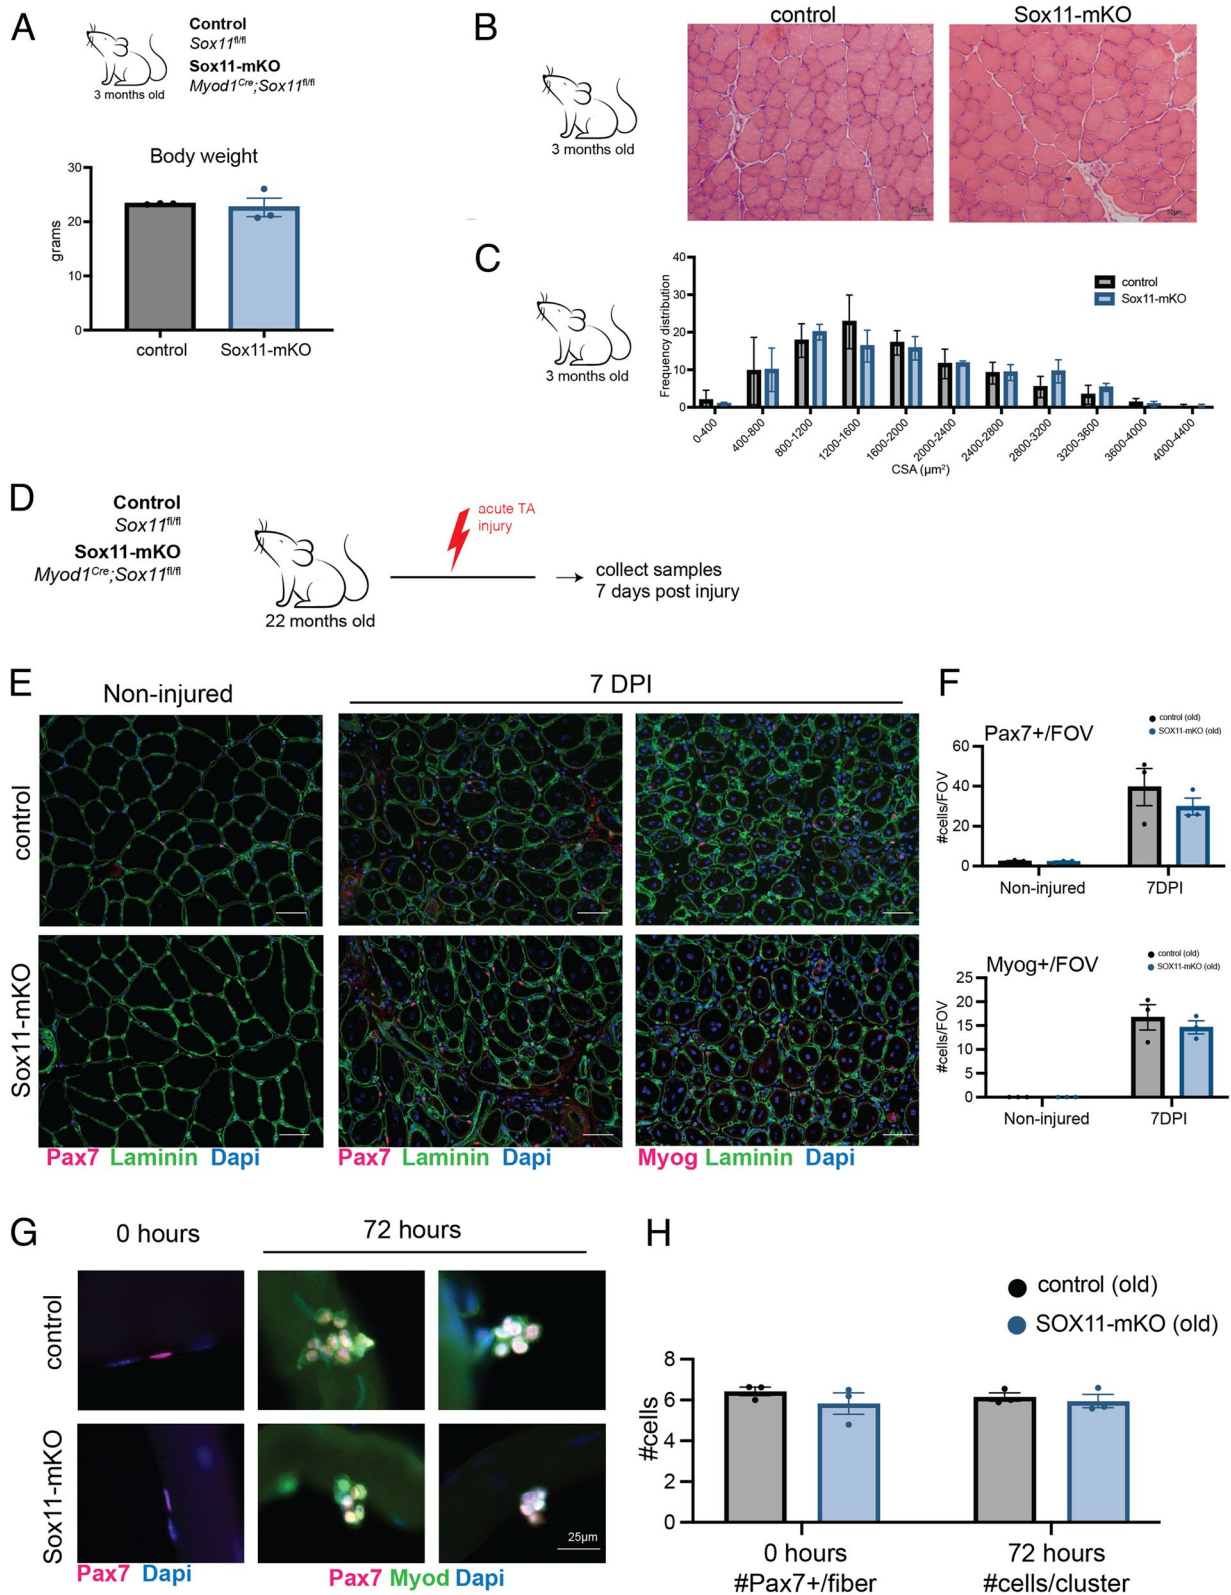 A
Control
Sox11fl/fl
Sox11-mKO
Myod1Cre;Sox11fl/fl
3 months old
Body weight
grams
30
20
10
0
control
Sox11-mKO
B
3 months old
control
Sox11-mKO
50µm
50µm
C
3 months old
Frequency distribution
40
30
20
10
0
control
Sox11-mKO
0-400
400-800
800-1200
1200-1600
1600-2000
2000-2400
2400-2800
2800-3200
3200-3600
3600-4000
4000-4400
CSA (µm²)
D
Control
Sox11fl/fl
Sox11-mKO
Myod1Cre;Sox11fl/fl
22 months old
acute TA
injury
collect samples
7 days post injury
E
Non-injured
7 DPI
control
Sox11-mKO
Pax7 Laminin Dapi
Pax7 Laminin Dapi
Myog Laminin Dapi
F
Pax7+/FOV
control (old)
SOX11-mKO (old)
#cells/FOV
60
40
20
0
Non-injured
7DPI
Myog+/FOV
control (old)
SOX11-mKO (old)
#cells/FOV
25
20
15
10
5
0
Non-injured
7DPI
G
0 hours
72 hours
control
Sox11-mKO
25µm
Pax7 Dapi
Pax7 Myod Dapi
H
control (old)
SOX11-mKO (old)
#cells
8
6
4
2
0
0 hours
#Pax7+/fiber
72 hours
#cells/cluster